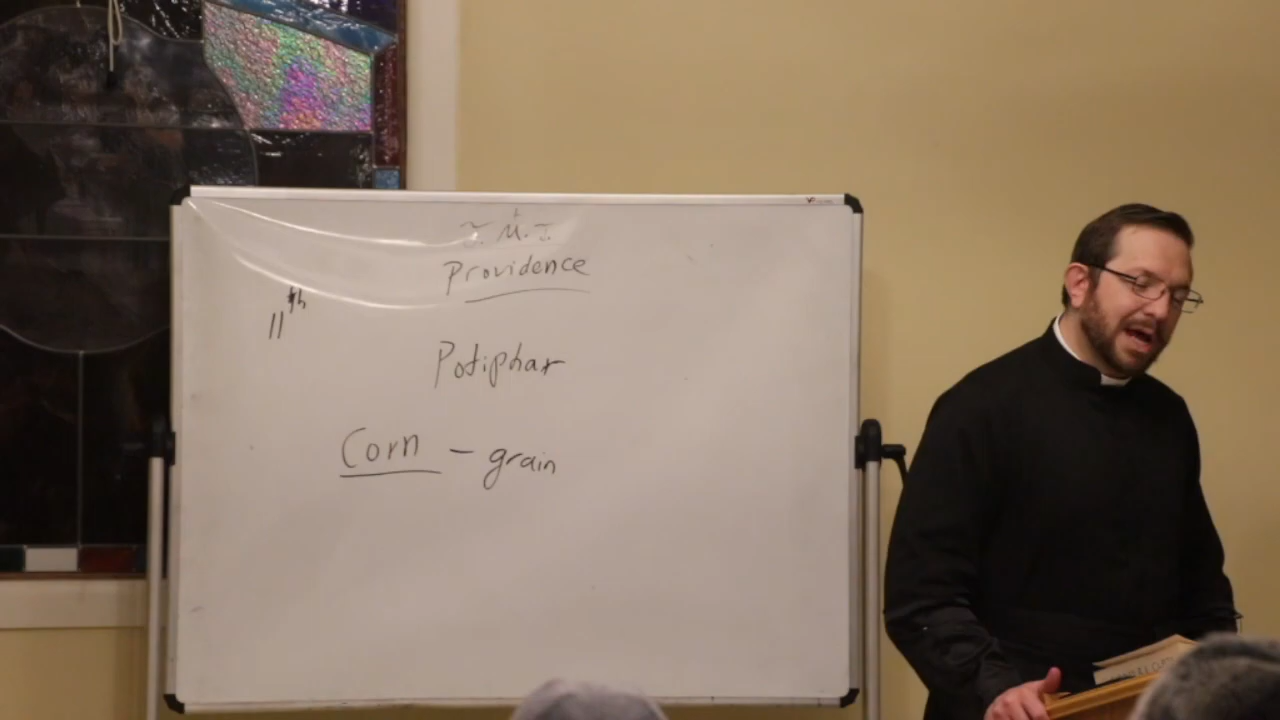 J. M. J.
Providence
11th
Potiphar
Corn – grain